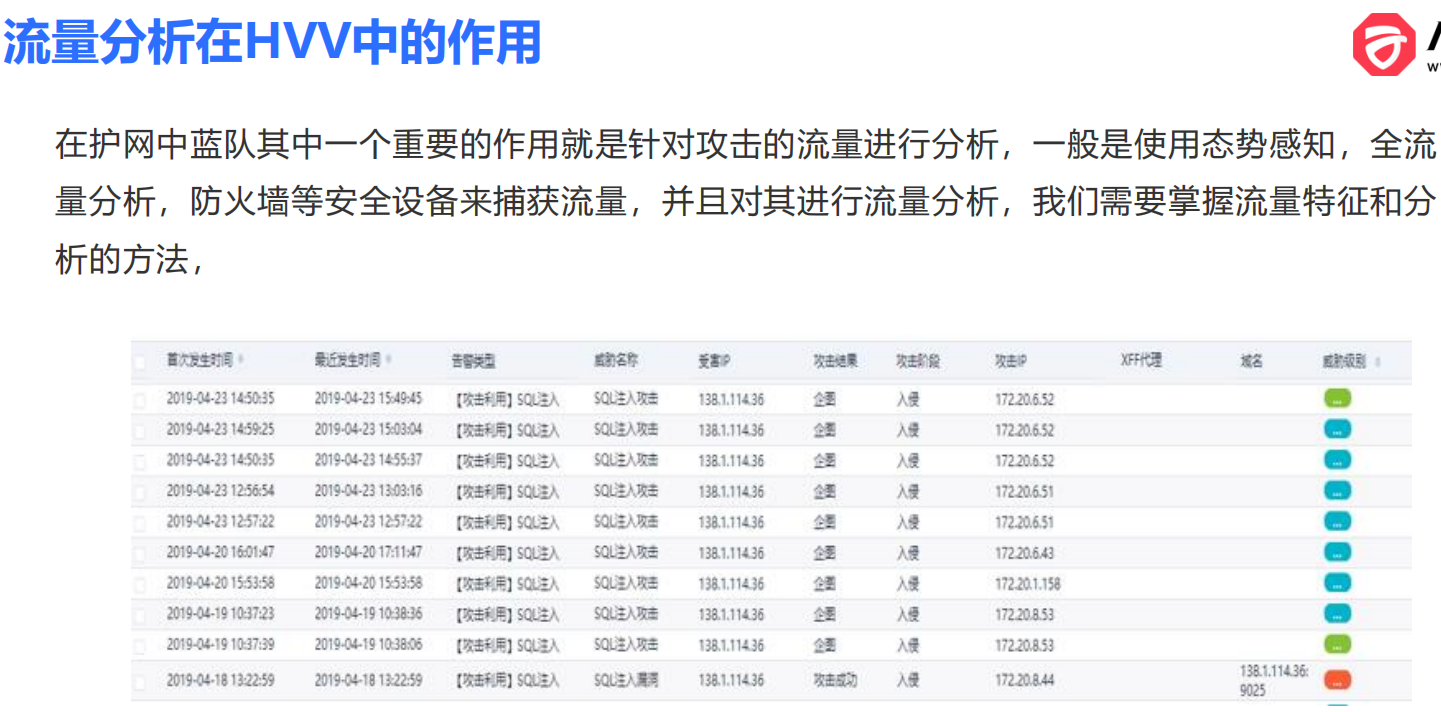 流量分析在HVV中的作用
在护网中蓝队其中一个重要的作用就是针对攻击的流量进行分析，一般是使用态势感知，全流
量分析，防火墙等安全设备来捕获流量，并且对其进行流量分析，我们需要掌握流量特征和分
析的方法，
首次发生时间 最近发生时间 告警类型 威胁名称 受害IP 攻击结果 攻击阶段 攻击IP XFF代理 域名 威胁级别
2019-04-23 14:50:35 2019-04-23 15:49:45 【攻击利用】SQL注入 SQL注入攻击 138.1.114.36 企图 入侵 172.20.6.52 ...
2019-04-23 14:59:25 2019-04-23 15:03:04 【攻击利用】SQL注入 SQL注入攻击 138.1.114.36 企图 入侵 172.20.6.52 ...
2019-04-23 14:50:35 2019-04-23 14:55:37 【攻击利用】SQL注入 SQL注入攻击 138.1.114.36 企图 入侵 172.20.6.52 ...
2019-04-23 12:56:54 2019-04-23 13:03:16 【攻击利用】SQL注入 SQL注入攻击 138.1.114.36 企图 入侵 172.20.6.51 ...
2019-04-23 12:57:22 2019-04-23 12:57:22 【攻击利用】SQL注入 SQL注入攻击 138.1.114.36 企图 入侵 172.20.6.51 ...
2019-04-20 16:01:47 2019-04-20 17:11:47 【攻击利用】SQL注入 SQL注入攻击 138.1.114.36 企图 入侵 172.20.6.43 ...
2019-04-20 15:53:58 2019-04-20 15:53:58 【攻击利用】SQL注入 SQL注入攻击 138.1.114.36 企图 入侵 172.20.1.158 ...
2019-04-19 10:37:23 2019-04-19 10:38:36 【攻击利用】SQL注入 SQL注入攻击 138.1.114.36 企图 入侵 172.20.8.53 ...
2019-04-19 10:37:39 2019-04-19 10:38:06 【攻击利用】SQL注入 SQL注入攻击 138.1.114.36 企图 入侵 172.20.8.53 ...
2019-04-18 13:22:59 2019-04-18 13:22:59 【攻击利用】SQL注入 SQL注入漏洞 138.1.114.36 攻击成功 入侵 172.20.8.44 138.1.114.36: ...
9025